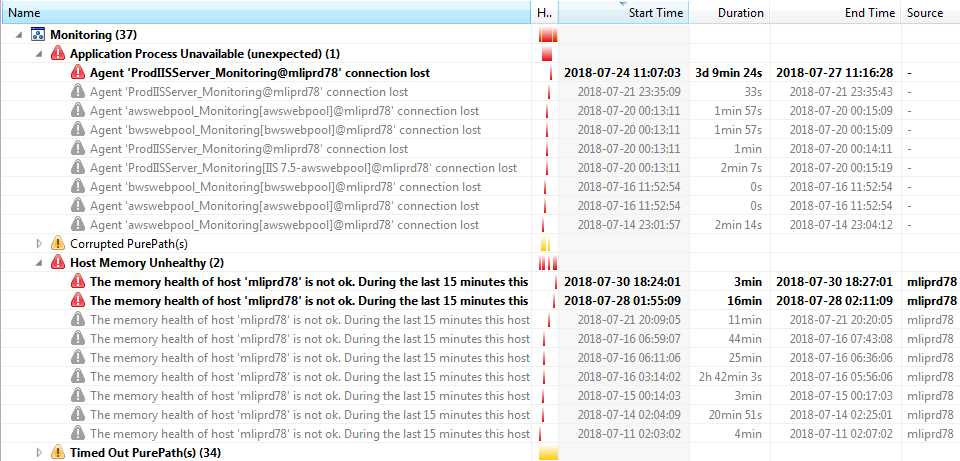 Name H.. Start Time Duration End Time Source
Monitoring (37)
Application Process Unavailable (unexpected) (1)
Agent 'ProdIISServer_Monitoring@mliprd78' connection lost 2018-07-24 11:07:03 3d 9min 24s 2018-07-27 11:16:28 -
Agent 'ProdIISServer_Monitoring@mliprd78' connection lost 2018-07-21 23:35:09 33s 2018-07-21 23:35:43 -
Agent 'awswebpool_Monitoring[awswebpool]@mliprd78' connection lost 2018-07-20 00:13:11 1min 57s 2018-07-20 00:15:09 -
Agent 'bwswebpool_Monitoring[bwswebpool]@mliprd78' connection lost 2018-07-20 00:13:11 1min 57s 2018-07-20 00:15:09 -
Agent 'ProdIISServer_Monitoring@mliprd78' connection lost 2018-07-20 00:13:11 1min 2018-07-20 00:14:11 -
Agent 'ProdIISServer_Monitoring[IIS 7.5-awswebpool]@mliprd78' connection lost 2018-07-20 00:13:11 2min 7s 2018-07-20 00:15:19 -
Agent 'bwswebpool_Monitoring[bwswebpool]@mliprd78' connection lost 2018-07-16 11:52:54 0s 2018-07-16 11:52:54 -
Agent 'awswebpool_Monitoring[awswebpool]@mliprd78' connection lost 2018-07-16 11:52:54 0s 2018-07-16 11:52:54 -
Agent 'awswebpool_Monitoring[awswebpool]@mliprd78' connection lost 2018-07-14 23:01:57 2min 14s 2018-07-14 23:04:12 -
Corrupted PurePath(s)
Host Memory Unhealthy (2)
The memory health of host 'mliprd78' is not ok. During the last 15 minutes this 2018-07-30 18:24:01 3min 2018-07-30 18:27:01 mliprd78
The memory health of host 'mliprd78' is not ok. During the last 15 minutes this 2018-07-28 01:55:09 16min 2018-07-28 02:11:09 mliprd78
The memory health of host 'mliprd78' is not ok. During the last 15 minutes this host 2018-07-21 20:09:05 11min 2018-07-21 20:20:05 mliprd78
The memory health of host 'mliprd78' is not ok. During the last 15 minutes this host 2018-07-16 06:59:07 44min 2018-07-16 07:43:08 mliprd78
The memory health of host 'mliprd78' is not ok. During the last 15 minutes this host 2018-07-16 06:11:06 25min 2018-07-16 06:36:06 mliprd78
The memory health of host 'mliprd78' is not ok. During the last 15 minutes this host 2018-07-16 03:14:02 2h 42min 3s 2018-07-16 05:56:06 mliprd78
The memory health of host 'mliprd78' is not ok. During the last 15 minutes this host 2018-07-15 00:14:03 3min 2018-07-15 00:17:03 mliprd78
The memory health of host 'mliprd78' is not ok. During the last 15 minutes this host 2018-07-14 02:04:09 20min 51s 2018-07-14 02:25:01 mliprd78
The memory health of host 'mliprd78' is not ok. During the last 15 minutes this host 2018-07-11 02:03:02 4min 2018-07-11 02:07:02 mliprd78
Timed Out PurePath(s) (34)